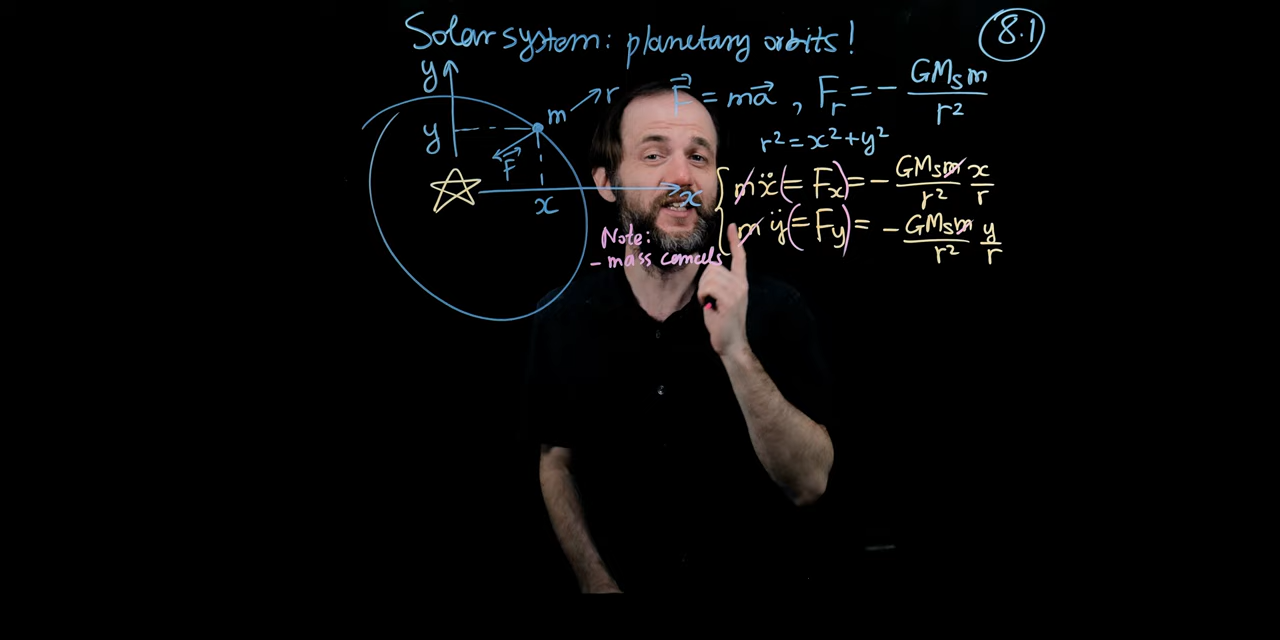 Solar system: planetary orbits!
8.1
y
m
r
F⃗ = ma⃗ , F_r = - GM_s m / r²
y
F⃗
r² = x² + y²
x
x
{ m ẍ (= F_x) = - GM_s m / r² x / r
m ÿ (= F_y) = - GM_s m / r² y / r
Note:
- mass cancels